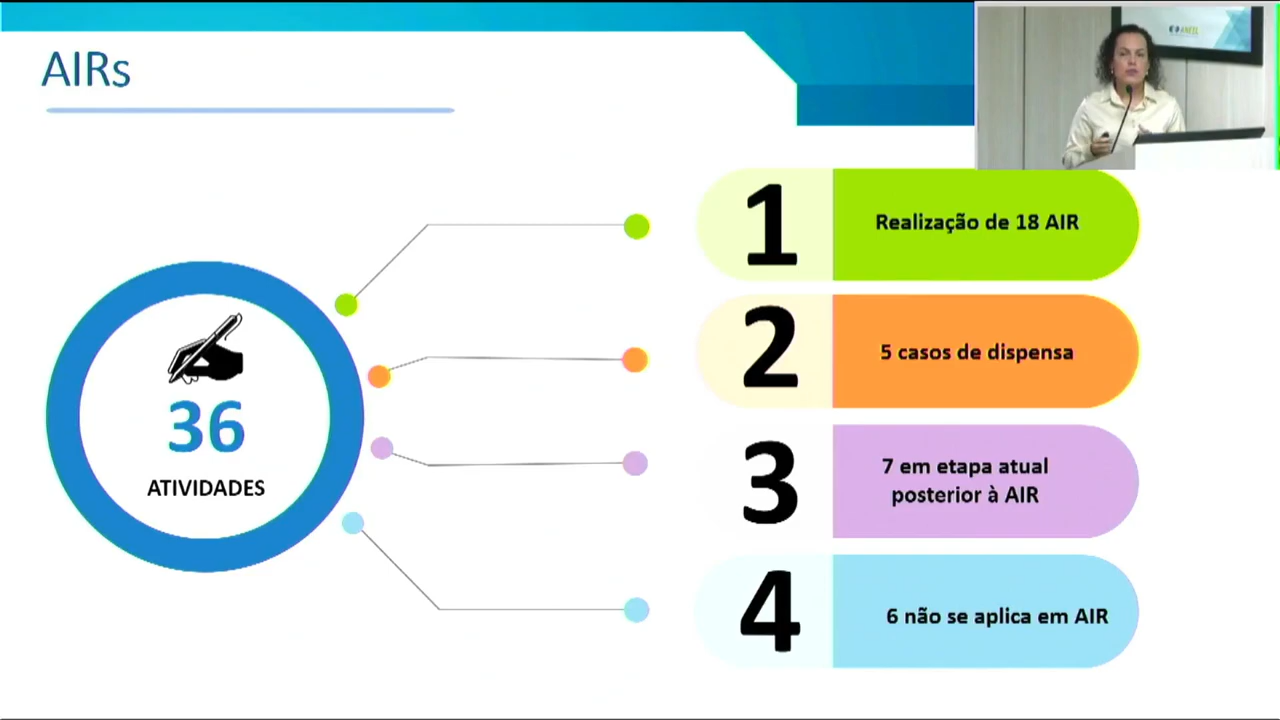 AIRs
36
ATIVIDADES
1
Realização de 18 AIR
2
5 casos de dispensa
3
7 em etapa atual
posterior à AIR
4
6 não se aplica em AIR